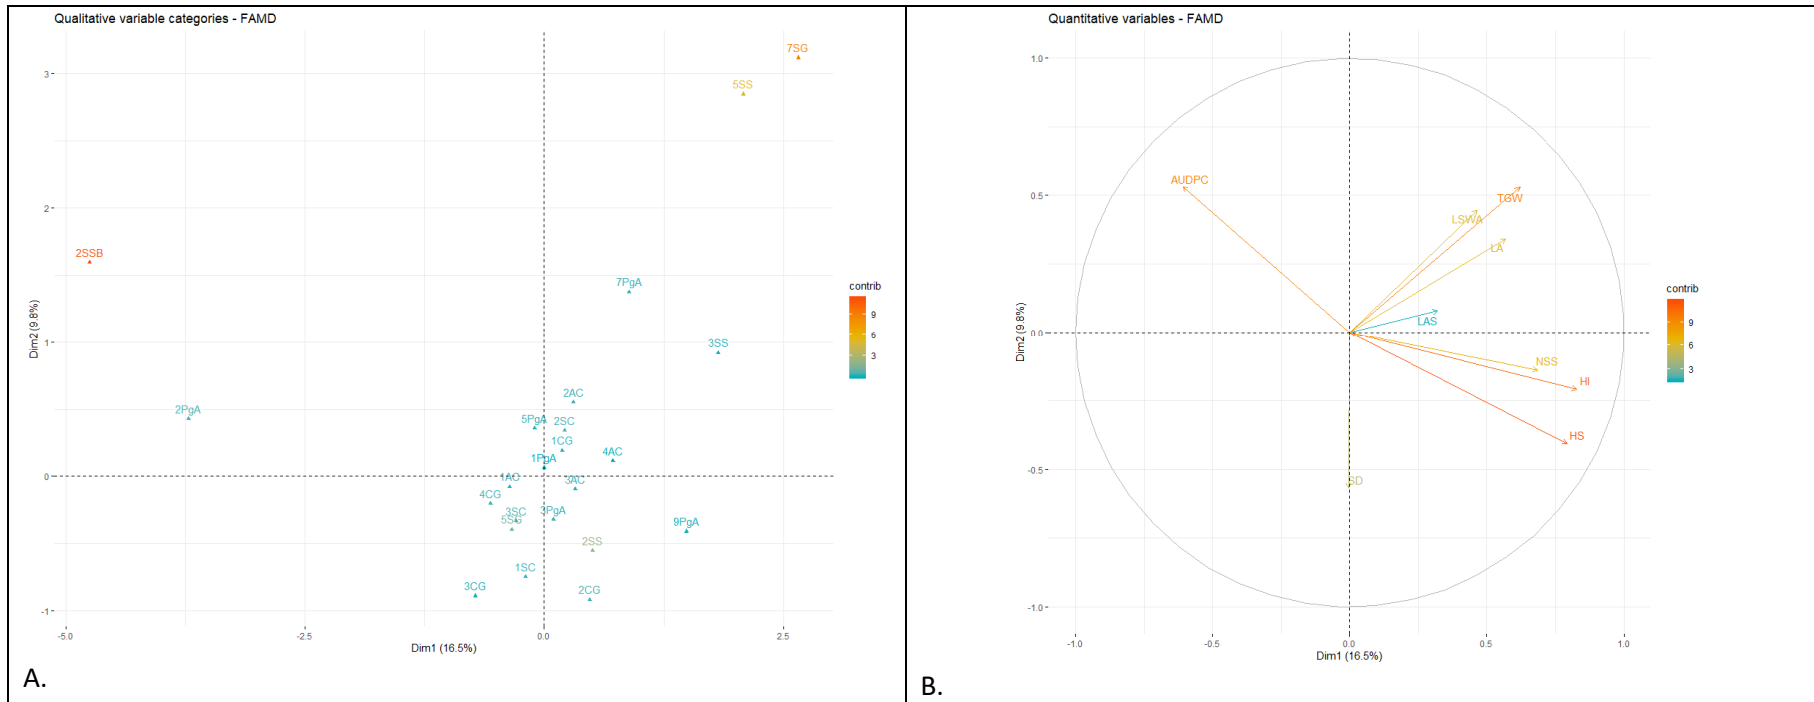 Qualitative variable categories - FAMD
7SG
5SS
2SSB
7PgA
3SS
2PgA
2AC
5PgA
2SC
1CG
4AC
1PgA
1AC
3AC
4CG
3SC
3PgA
5SG
9PgA
2SS
1SC
3CG
2CG
3
2
1
0
-1
-5.0
-2.5
0.0
2.5
Dim1 (16.5%)
Dim2 (9.8%)
contrib
9
6
3
A.
Quantitative variables - FAMD
AUDPC
TGW
LSWA
LA
LAS
NSS
HI
HS
SD
1.0
0.5
0.0
-0.5
-1.0
-1.0
-0.5
0.0
0.5
1.0
Dim1 (16.5%)
Dim2 (9.8%)
contrib
9
6
3
B.